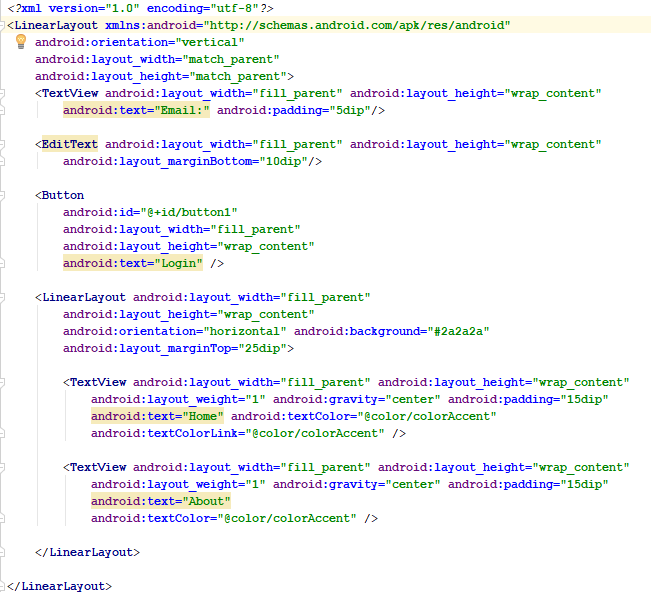 <?xml version="1.0" encoding="utf-8"?>
<LinearLayout xmlns:android="http://schemas.android.com/apk/res/android"
    android:orientation="vertical"
    android:layout_width="match_parent"
    android:layout_height="match_parent">
    <TextView android:layout_width="fill_parent" android:layout_height="wrap_content"
        android:text="Email:" android:padding="5dip"/>

    <EditText android:layout_width="fill_parent" android:layout_height="wrap_content"
        android:layout_marginBottom="10dip"/>

    <Button
        android:id="@+id/button1"
        android:layout_width="fill_parent"
        android:layout_height="wrap_content"
        android:text="Login" />

    <LinearLayout android:layout_width="fill_parent"
        android:layout_height="wrap_content"
        android:orientation="horizontal" android:background="#2a2a2a"
        android:layout_marginTop="25dip">

        <TextView android:layout_width="fill_parent" android:layout_height="wrap_content"
            android:layout_weight="1" android:gravity="center" android:padding="15dip"
            android:text="Home" android:textColor="@color/colorAccent"
            android:textColorLink="@color/colorAccent" />

        <TextView android:layout_width="fill_parent" android:layout_height="wrap_content"
            android:layout_weight="1" android:gravity="center" android:padding="15dip"
            android:text="About"
            android:textColor="@color/colorAccent" />

    </LinearLayout>

</LinearLayout>